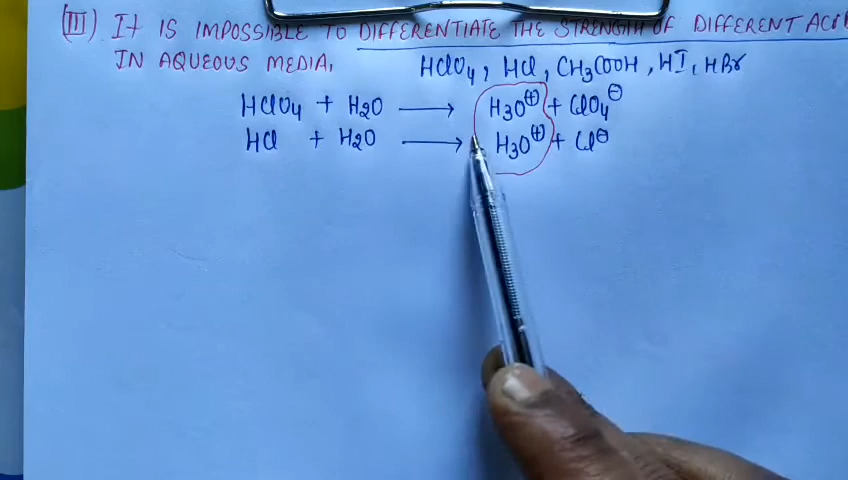 (III) It IS IMPOSSIBLE TO DIFFERENTIATE THE STRENGTH OF DIFFERENT
IN AQUEOUS MEDIA, HClO4, HCl, CH3COOH, HI, HBr
HClO4 + H2O → H3O⊕ + ClO4⊖
HCl + H2O → H3O⊕ + Cl⊖